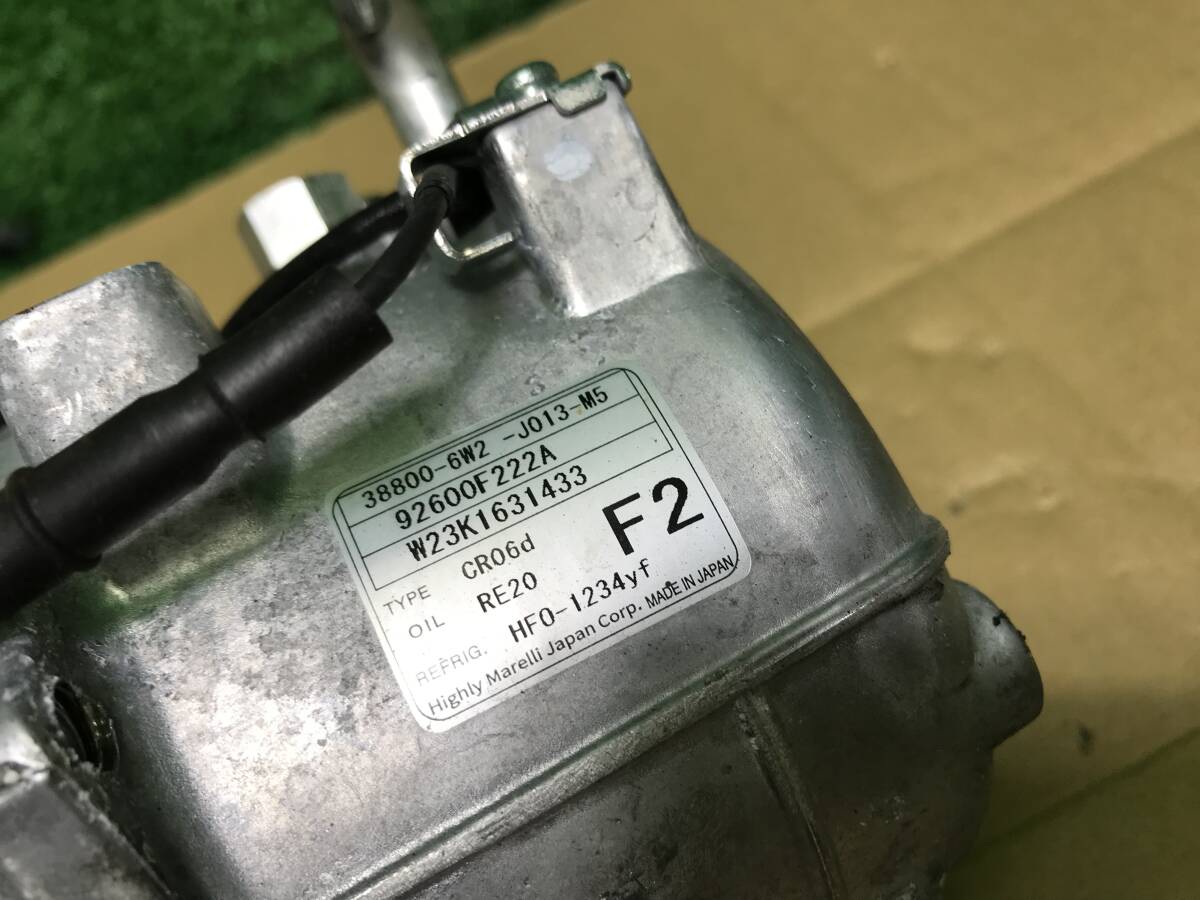 38800-6W2 -J013-M5
92600F222A
W23K1631433
TYPE CR06d
OIL RE20
REFRIG. HFO-1234yf
F2
Highly Marelli Japan Corp. MADE IN JAPAN